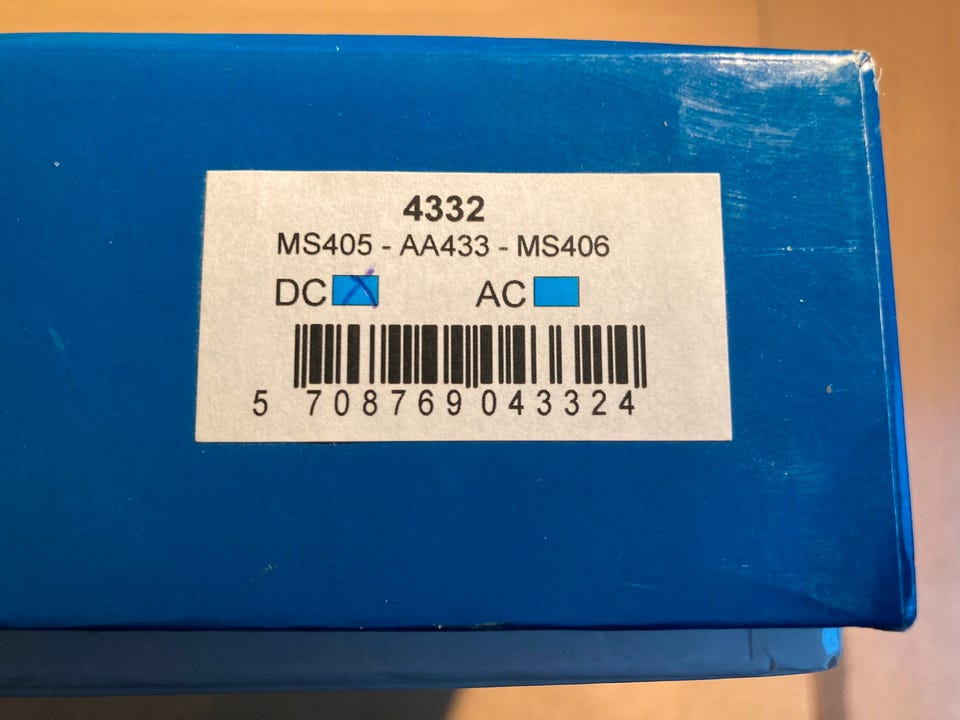 4332
MS405 - AA433 - MS406
DC X AC
5 708769 043324